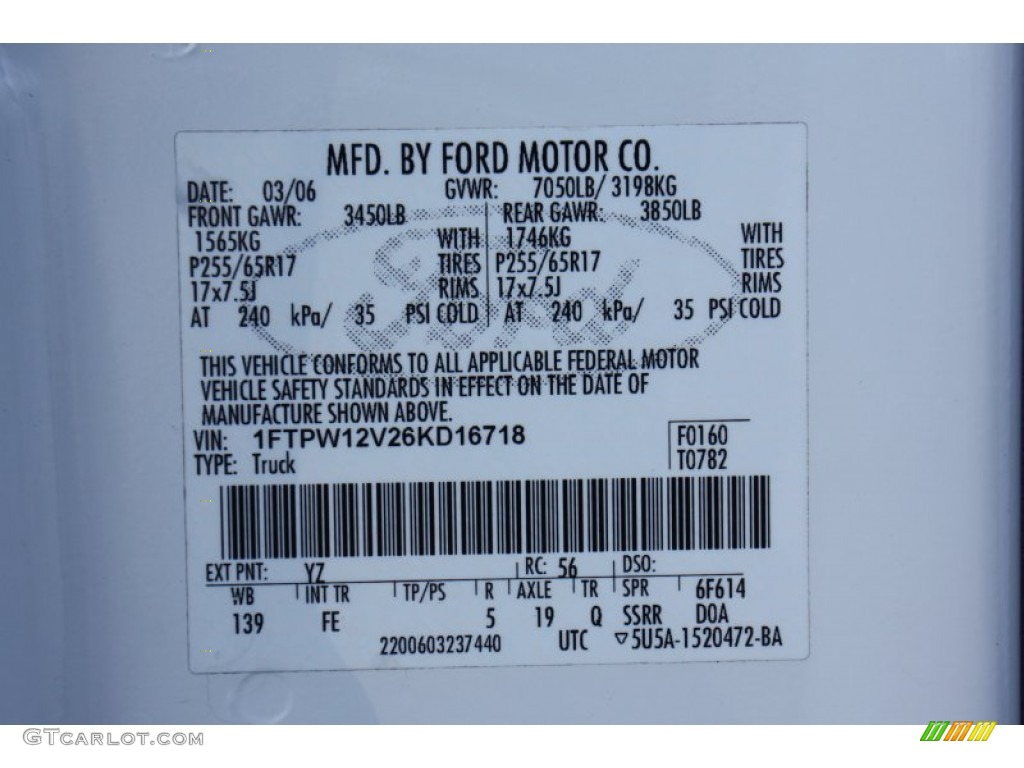 MFD. BY FORD MOTOR CO.
DATE: 03/06 GVWR: 7050LB/ 3198KG
FRONT GAWR: 3450LB REAR GAWR: 3850LB
1565KG WITH 1746KG WITH
P255/65R17 TIRES P255/65R17 TIRES
17x7.5J RIMS 17x7.5J RIMS
AT 240 kPa/ 35 PSI COLD AT 240 kPa/ 35 PSI COLD
Ford
THIS VEHICLE CONFORMS TO ALL APPLICABLE FEDERAL MOTOR
VEHICLE SAFETY STANDARDS IN EFFECT ON THE DATE OF
MANUFACTURE SHOWN ABOVE.
VIN: 1FTPW12V26KD16718 F0160
TYPE: Truck T0782
EXT PNT: YZ RC: 56 DSO:
WB INT TR TP/PS R AXLE TR SPR 6F614
139 FE 5 19 Q SSRR DOA
2200603237440 UTC ▽5U5A-1520472-BA
GTCARLOT.COM